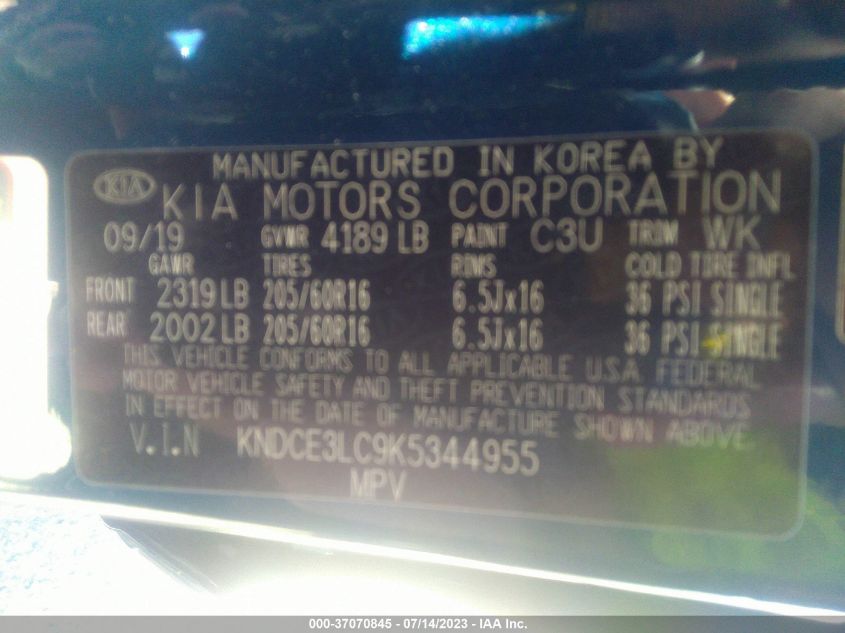 MANUFACTURED IN KOREA BY
KIA KIA MOTORS CORPORATION
09/19 GVWR 4189 LB PAINT C3U TRIM WK
GAWR TIRES RIMS COLD TIRE INFL
FRONT 2319 LB 205/60R16 6.5Jx16 36 PSI SINGLE
REAR 2002 LB 205/60R16 6.5Jx16 36 PSI SINGLE
THIS VEHICLE CONFORMS TO ALL APPLICABLE U.S.A. FEDERAL
MOTOR VEHICLE SAFETY AND THEFT PREVENTION STANDARDS
IN EFFECT ON THE DATE OF MANUFACTURE SHOWN ABOVE.
V.I.N KNDCE3LC9K5344955
MPV
000-37070845 - 07/14/2023 - IAA Inc.